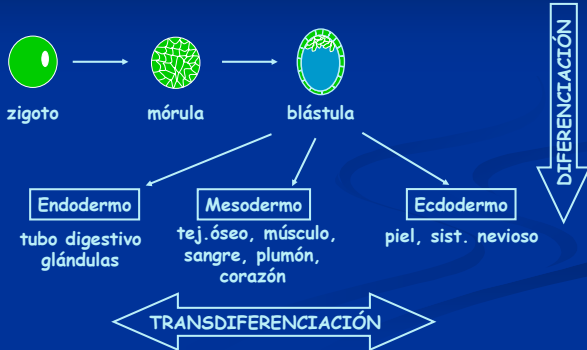 zigoto
mórula
blástula
DIFERENCIACIÓN
Endodermo
tubo digestivo
glándulas
Mesodermo
tej.óseo, músculo,
sangre, plumón,
corazón
Ecdodermo
piel, sist. nevioso
TRANSDIFERENCIACIÓN